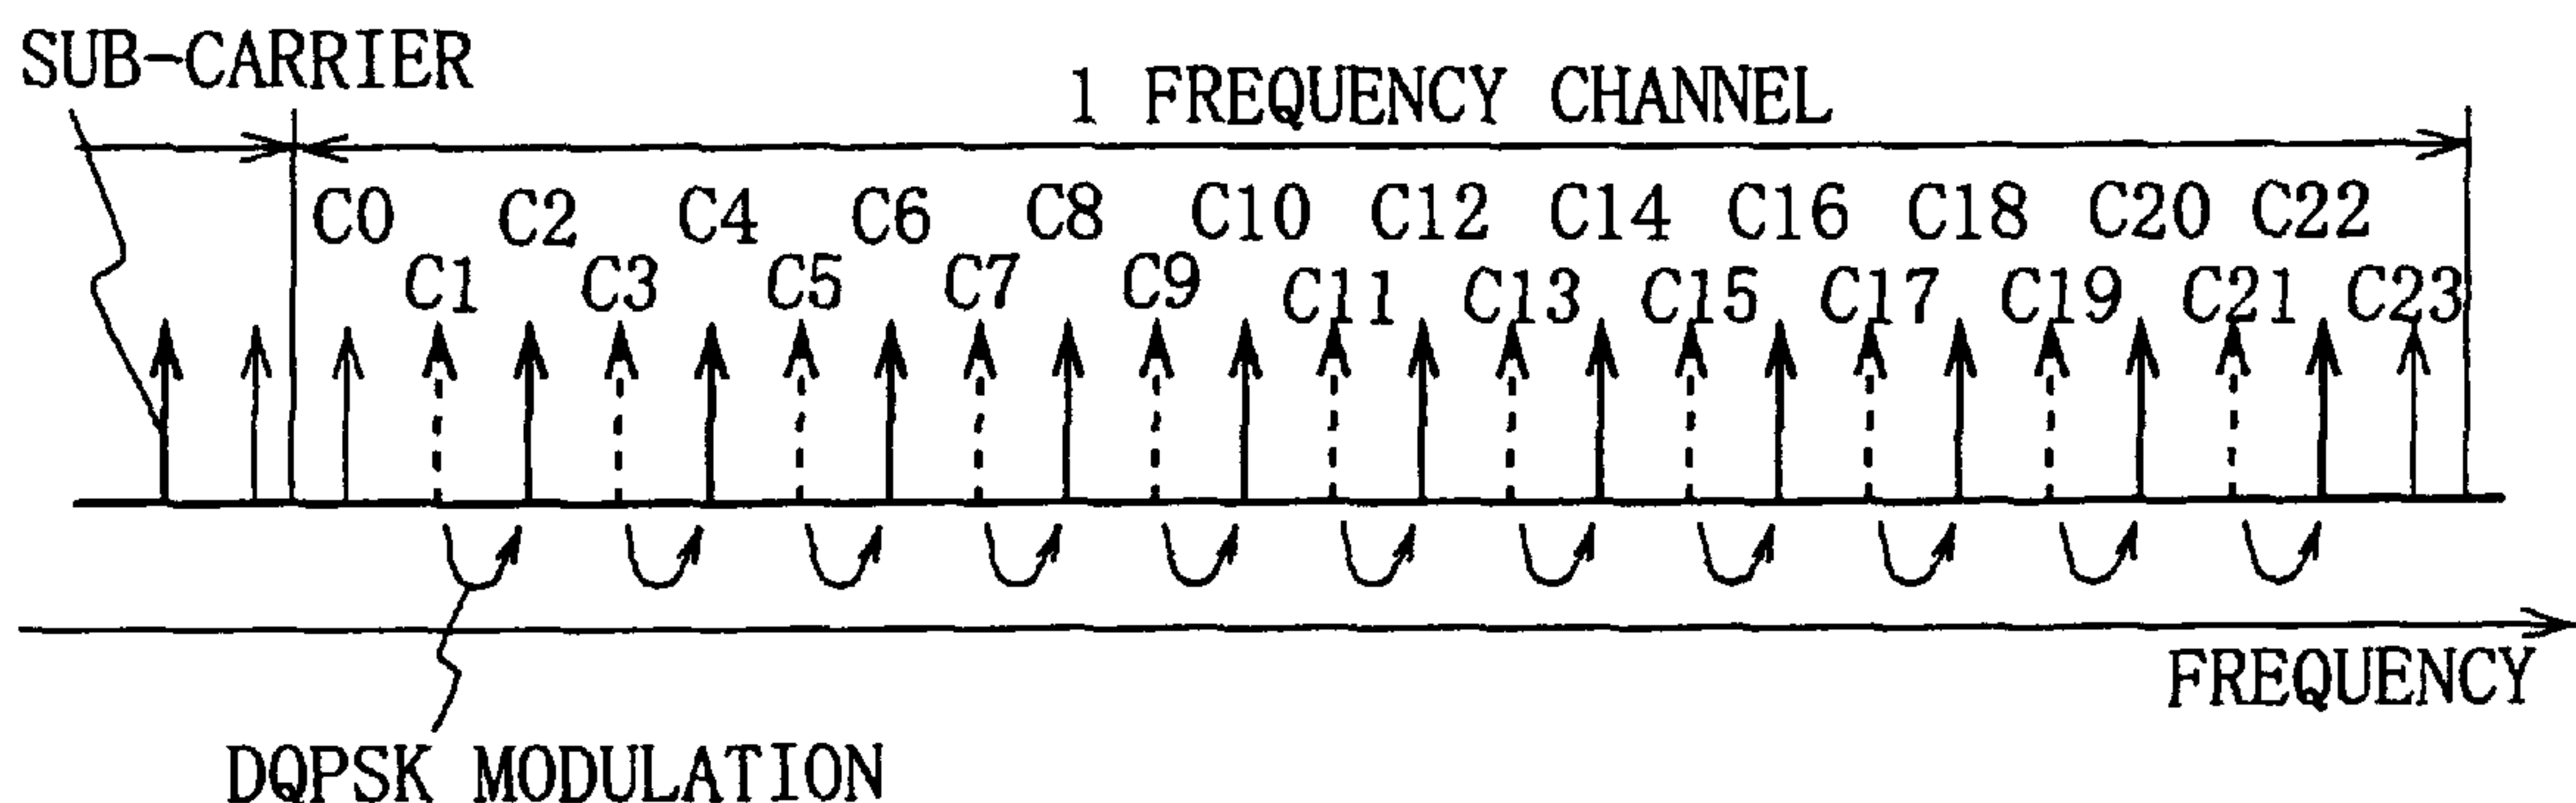 SUB-CARRIER
1 FREQUENCY CHANNEL
C0 C2 C4 C6 C8 C10 C12 C14 C16 C18 C20 C22
C1 C3 C5 C7 C9 C11 C13 C15 C17 C19 C21 C23
FREQUENCY
DQPSK MODULATION